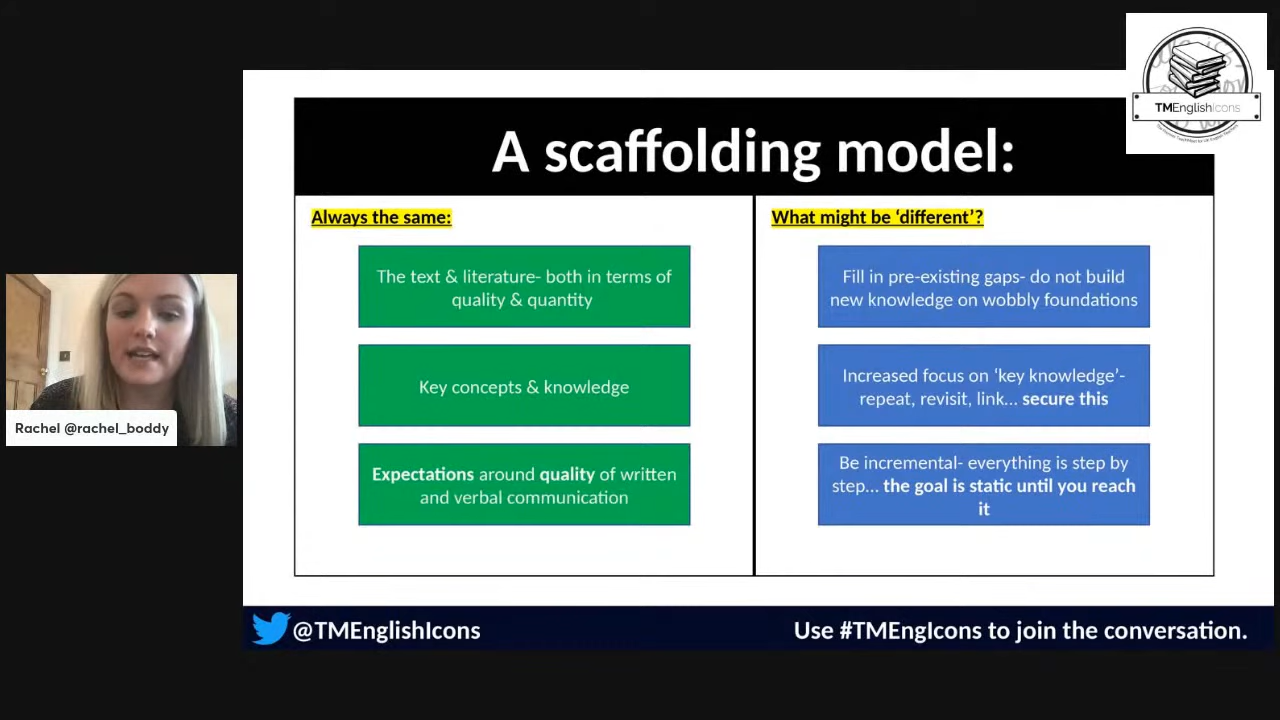 TMEnglishIcons
A scaffolding model:
Always the same:
The text & literature- both in terms of
quality & quantity
Key concepts & knowledge
Expectations around quality of written
and verbal communication
What might be ‘different’?
Fill in pre-existing gaps- do not build
new knowledge on wobbly foundations
Increased focus on ‘key knowledge’-
repeat, revisit, link... secure this
Be incremental- everything is step by
step... the goal is static until you reach
it
Rachel @rachel_boddy
@TMEnglishIcons
Use #TMEngIcons to join the conversation.